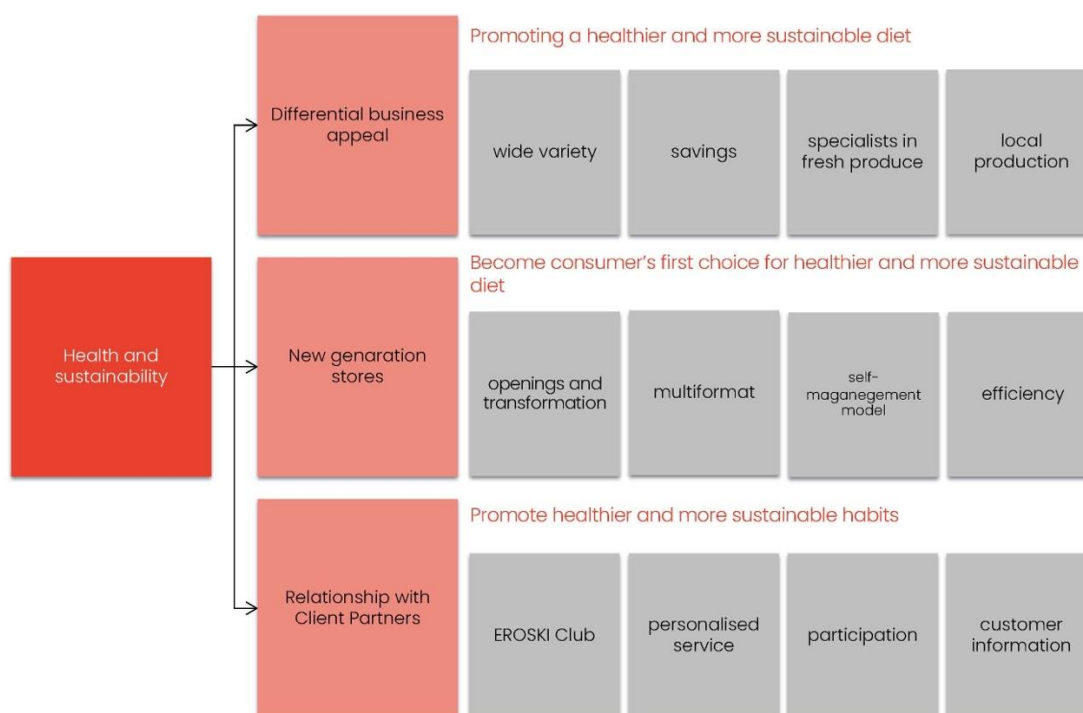 Promoting a healthier and more sustainable diet
Differential business
appeal
wide variety
savings
specialists in
fresh produce
local
production
Become consumer's first choice for healthier and more sustainable
diet
Health and
sustainability
New genaration
stores
openings and
transformation
multiformat
self-
maganegement
model
efficiency
Promote healthier and more sustainable habits
Relationship with
Client Partners
EROSKI Club
personalised
service
participation
customer
information